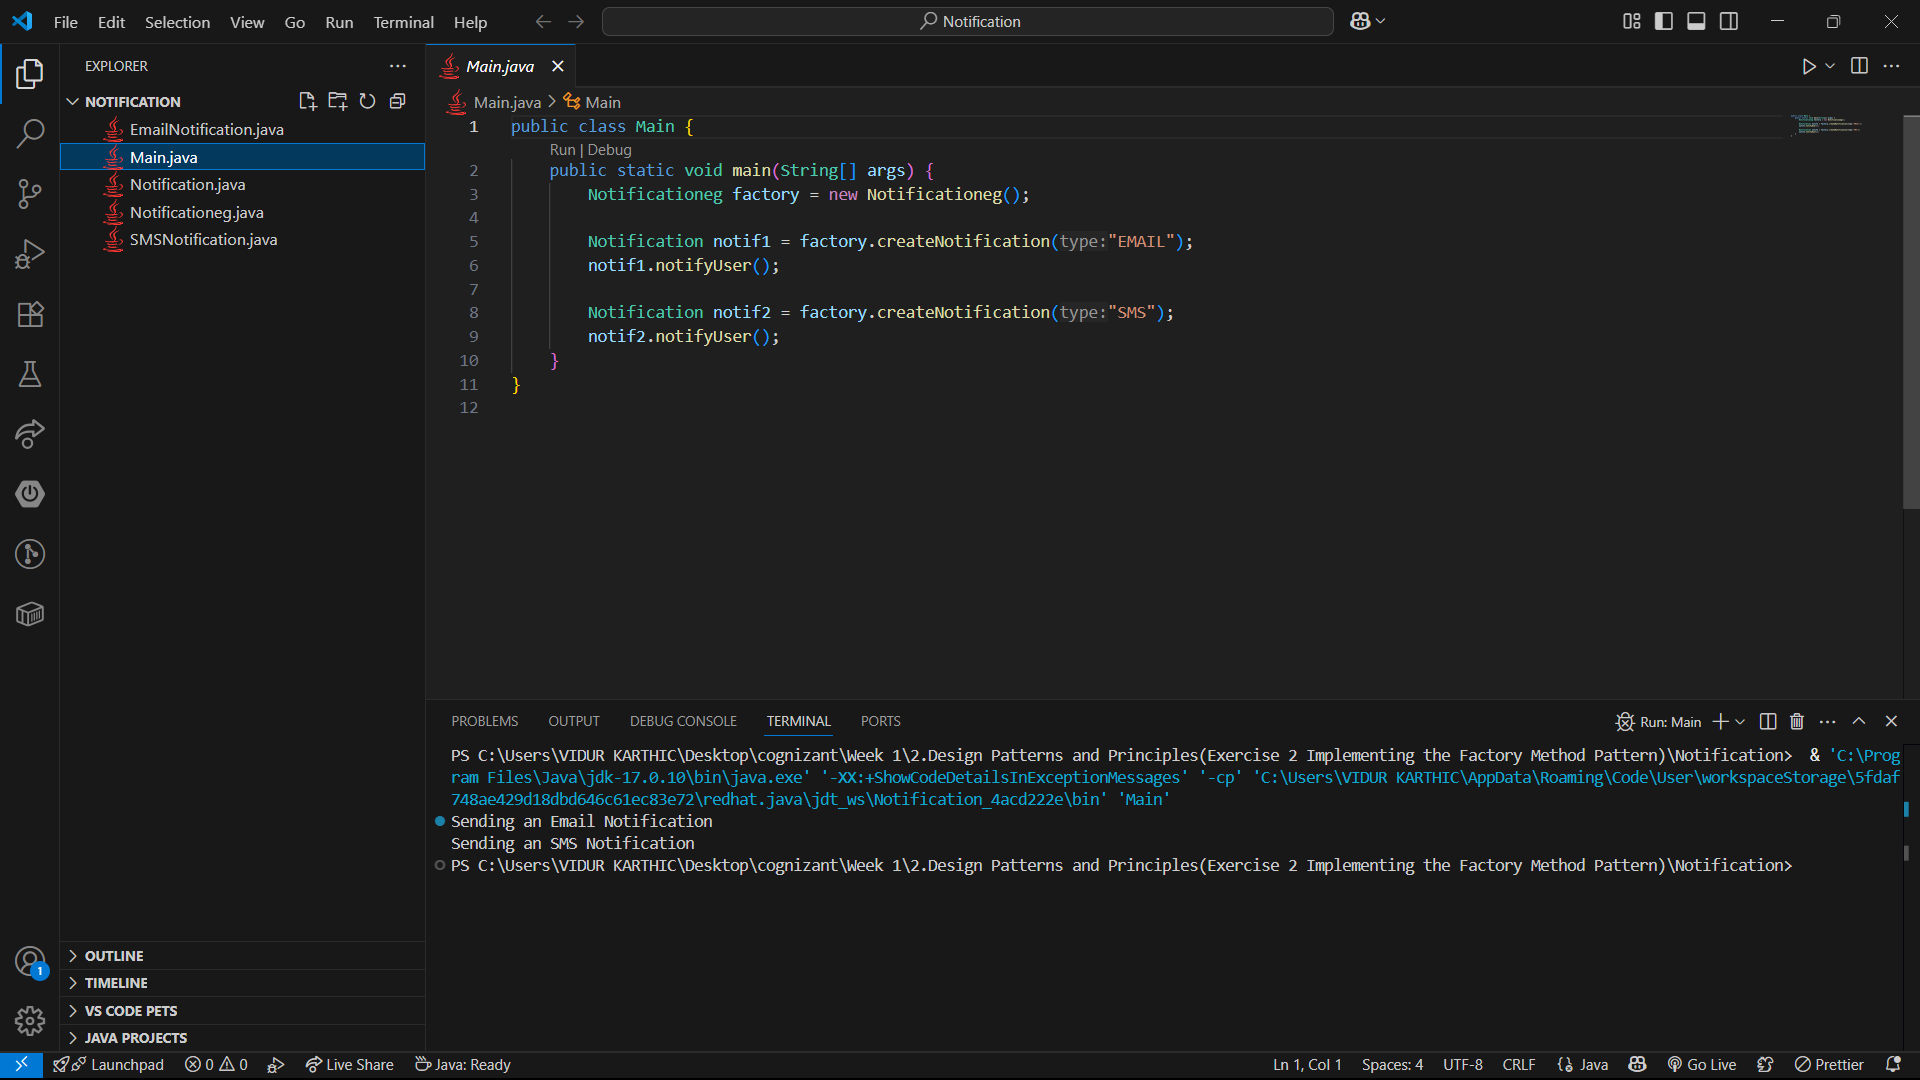 File Edit Selection View Go Run Terminal Help
Notification
EXPLORER
NOTIFICATION
EmailNotification.java
Main.java
Notification.java
Notificationeg.java
SMSNotification.java
OUTLINE
TIMELINE
VS CODE PETS
JAVA PROJECTS
1
Main.java
Main.java > Main
1 public class Main {
Run | Debug
2 public static void main(String[] args) {
3 Notificationeg factory = new Notificationeg();
4
5 Notification notif1 = factory.createNotification(type:"EMAIL");
6 notif1.notifyUser();
7
8 Notification notif2 = factory.createNotification(type:"SMS");
9 notif2.notifyUser();
10 }
11 }
12
PROBLEMS OUTPUT DEBUG CONSOLE TERMINAL PORTS
Run: Main
PS C:\Users\VIDUR KARTHIC\Desktop\cognizant\Week 1\2.Design Patterns and Principles(Exercise 2 Implementing the Factory Method Pattern)\Notification> & 'C:\Prog
ram Files\Java\jdk-17.0.10\bin\java.exe' '-XX:+ShowCodeDetailsInExceptionMessages' '-cp' 'C:\Users\VIDUR KARTHIC\AppData\Roaming\Code\User\workspaceStorage\5fdaf
748ae429d18dbd646c61ec83e72\redhat.java\jdt_ws\Notification_4acd222e\bin' 'Main'
Sending an Email Notification
Sending an SMS Notification
PS C:\Users\VIDUR KARTHIC\Desktop\cognizant\Week 1\2.Design Patterns and Principles(Exercise 2 Implementing the Factory Method Pattern)\Notification>
Launchpad 0 0 Live Share Java: Ready Ln 1, Col 1 Spaces: 4 UTF-8 CRLF {} Java Go Live Prettier